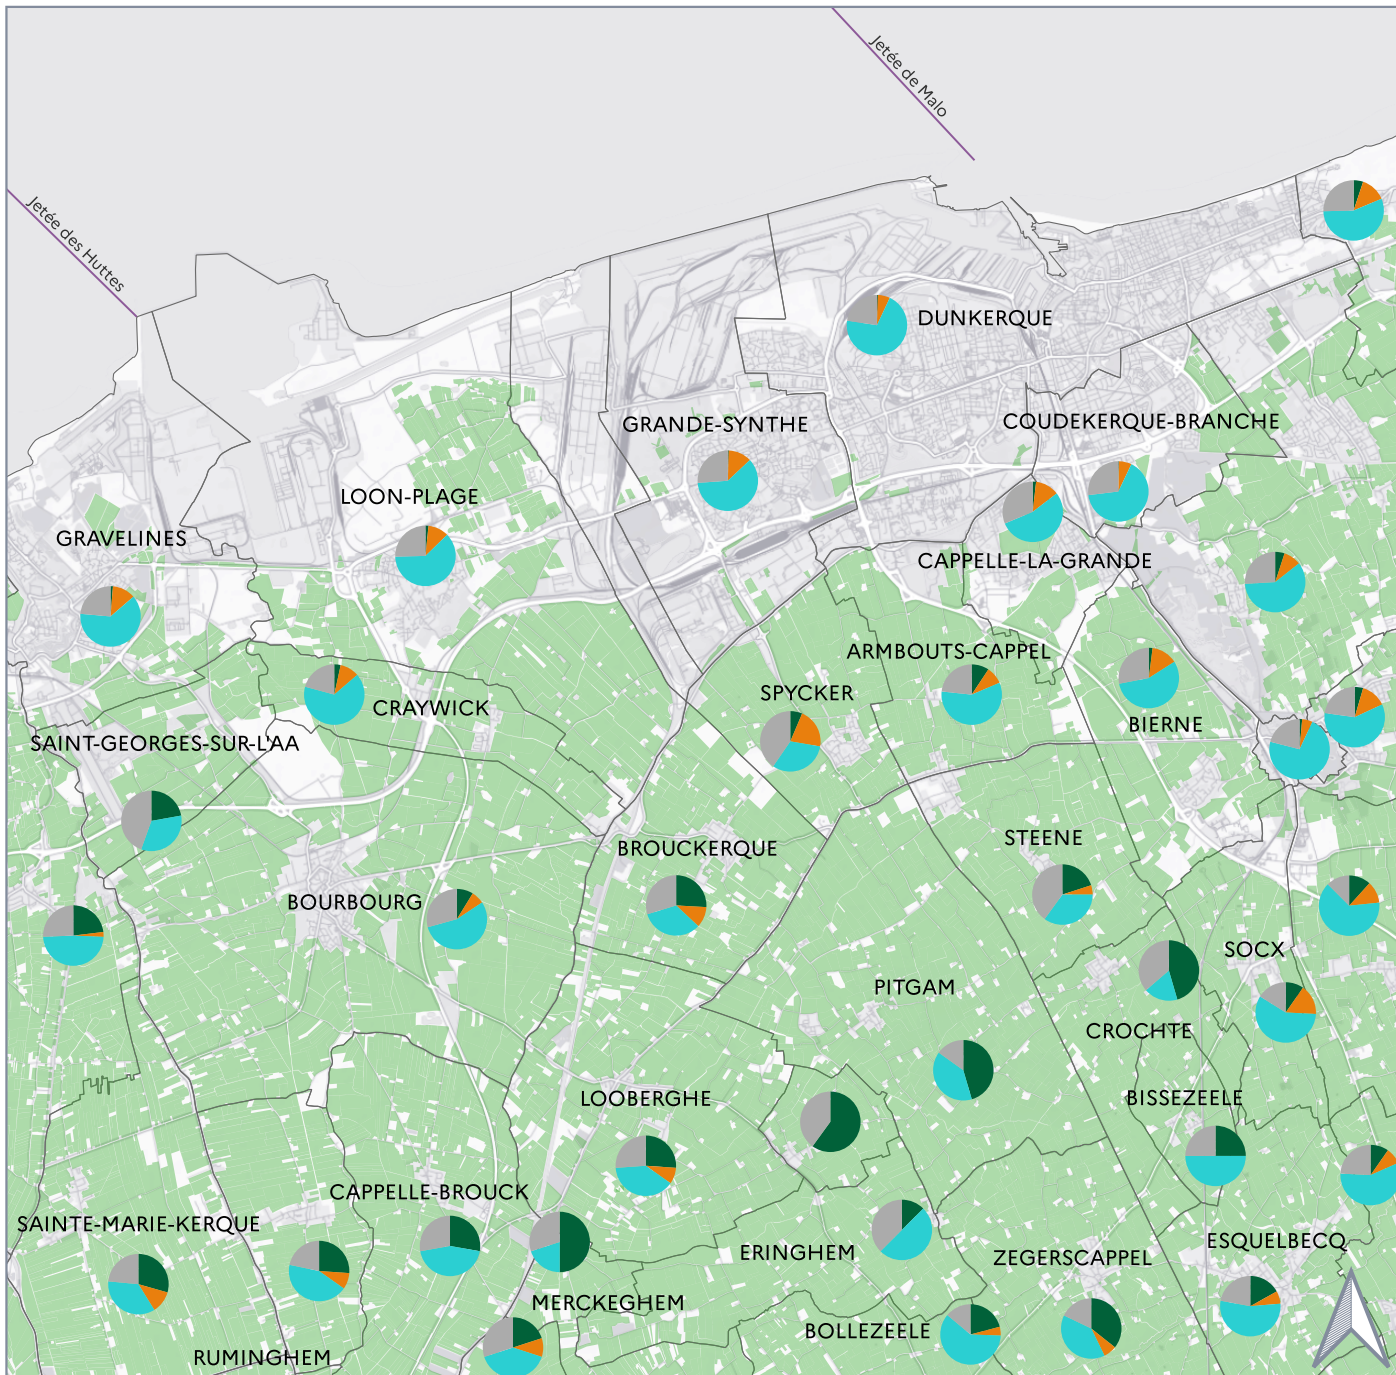 Jetée de Malo
Jetée des Huttes
DUNKERQUE
GRANDE-SYNTHE
COUDEKERQUE-BRANCHE
LOON-PLAGE
GRAVELINES
CAPPELLE-LA-GRANDE
ARMBOUTS-CAPPEL
SPYCKER
CRAYWICK
BIERNE
SAINT-GEORGES-SUR-L'AA
STEENE
BROUCKERQUE
BOURBOURG
SOCX
PITGAM
CROCHTE
LOOBERGHE
BISSEZEELE
CAPPELLE-BROUCK
SAINTE-MARIE-KERQUE
ESQUELBECQ
ERINGHEM
ZEGERSCAPPEL
MERCKEGHEM
BOLLEZEELE
RUMINGHEM